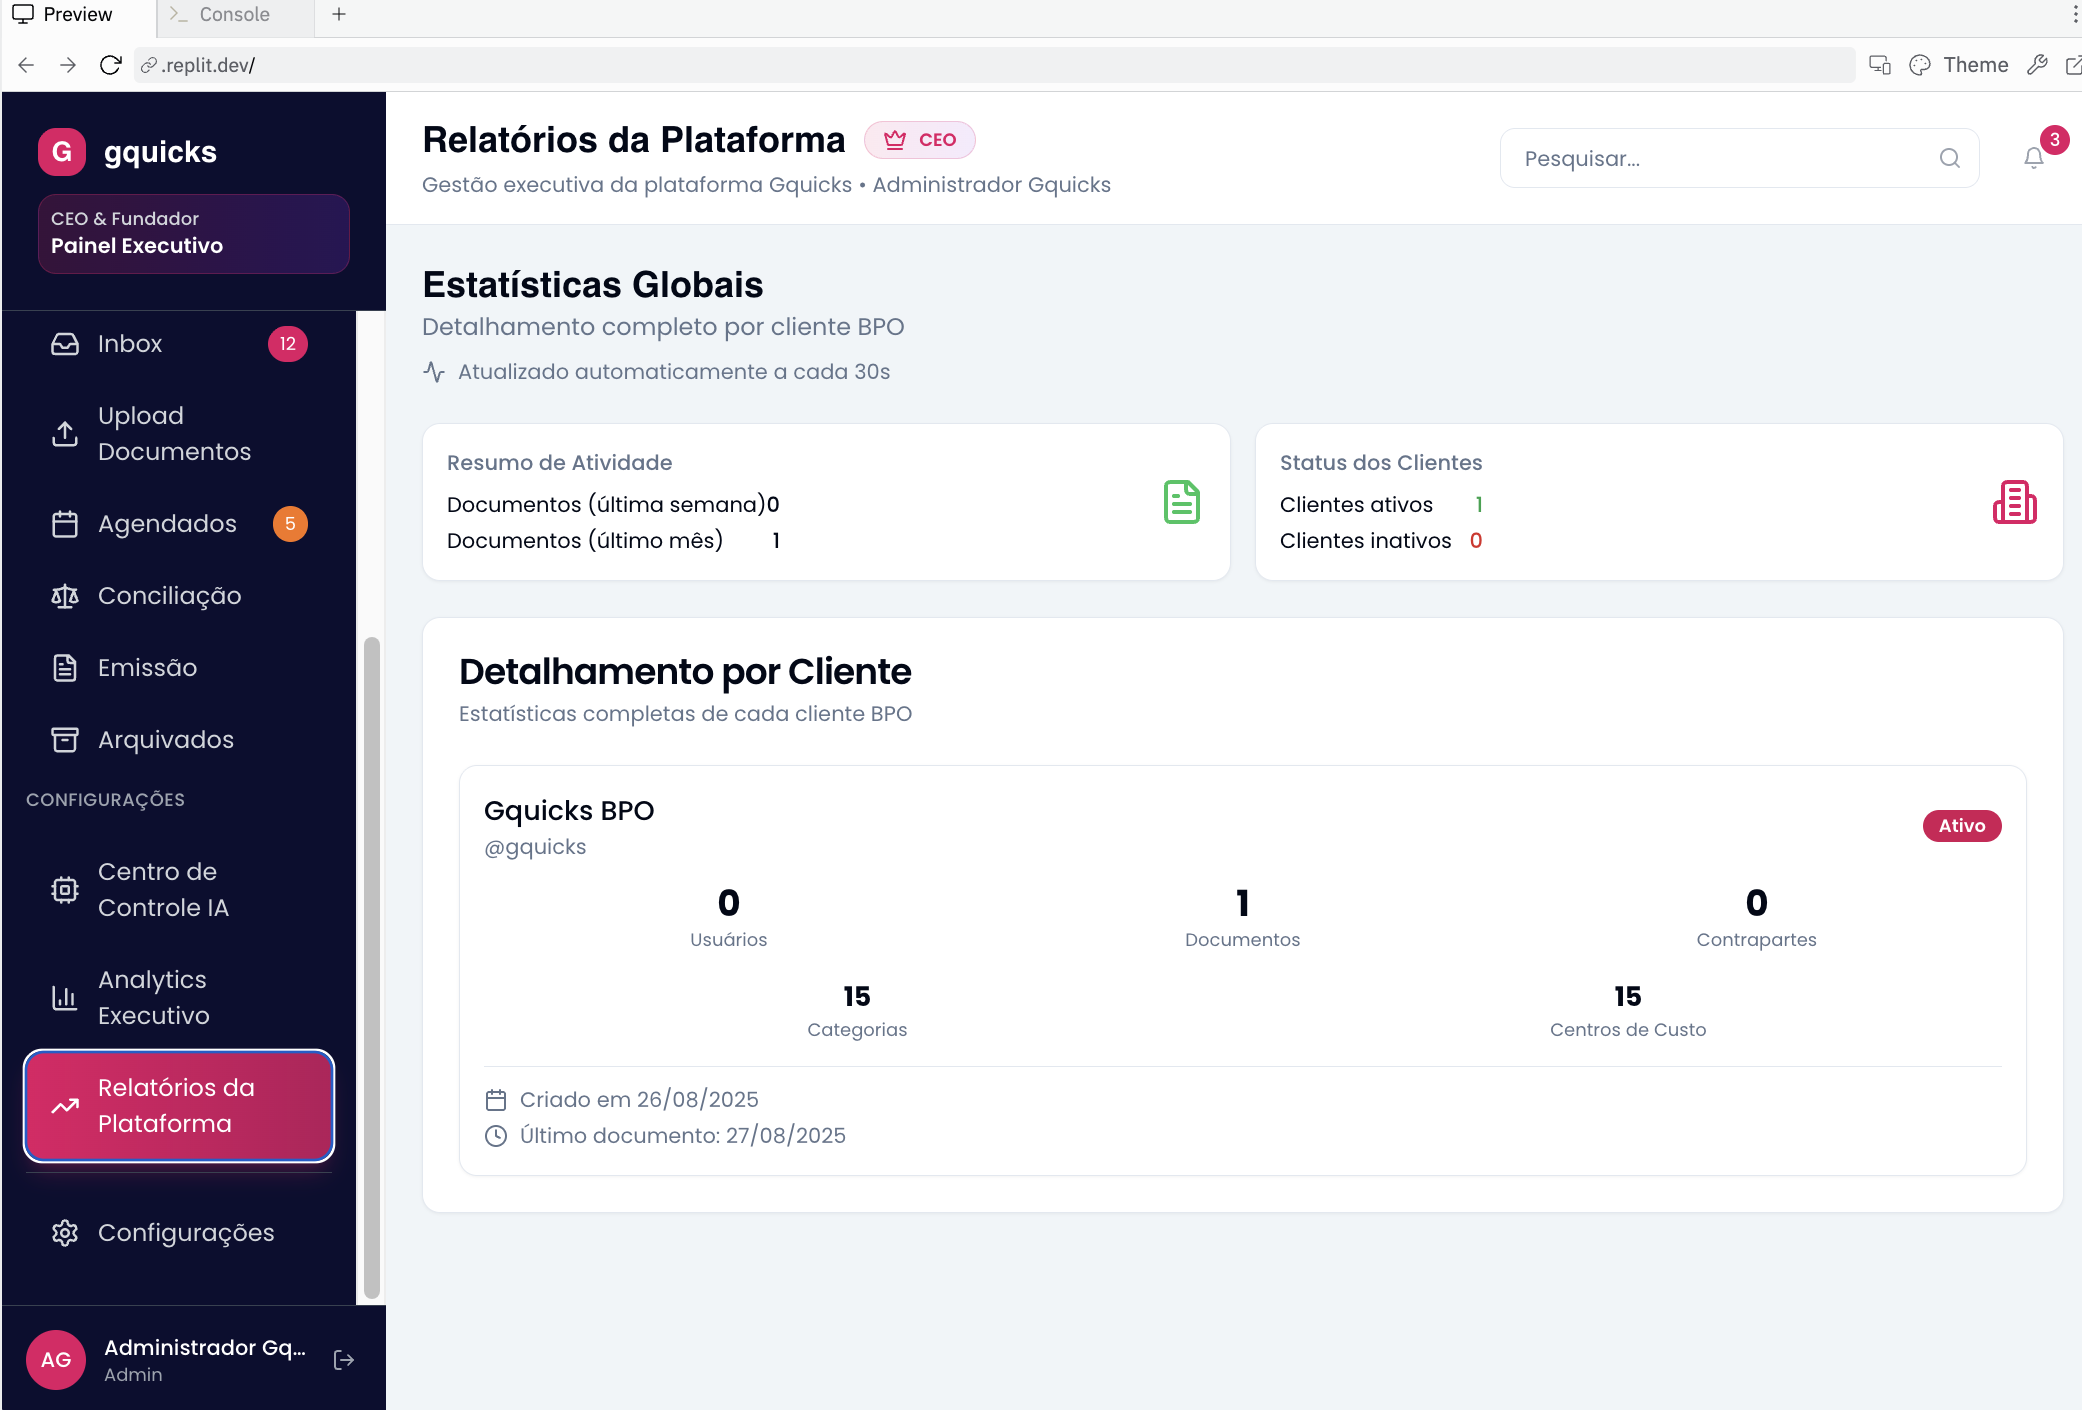 Preview
Console
.replit.dev/
Theme
G gquicks
CEO & Fundador
Painel Executivo
Inbox 12
Upload
Documentos
Agendados 5
Conciliação
Emissão
Arquivados
CONFIGURAÇÕES
Centro de
Controle IA
Analytics
Executivo
Relatórios da
Plataforma
Configurações
AG
Administrador Gq...
Admin
Relatórios da Plataforma CEO
Gestão executiva da plataforma Gquicks • Administrador Gquicks
Pesquisar...
3
Estatísticas Globais
Detalhamento completo por cliente BPO
Atualizado automaticamente a cada 30s
Resumo de Atividade
Documentos (última semana)0
Documentos (último mês) 1
Status dos Clientes
Clientes ativos 1
Clientes inativos 0
Detalhamento por Cliente
Estatísticas completas de cada cliente BPO
Gquicks BPO
@gquicks
Ativo
0
Usuários
1
Documentos
0
Contrapartes
15
Categorias
15
Centros de Custo
Criado em 26/08/2025
Último documento: 27/08/2025